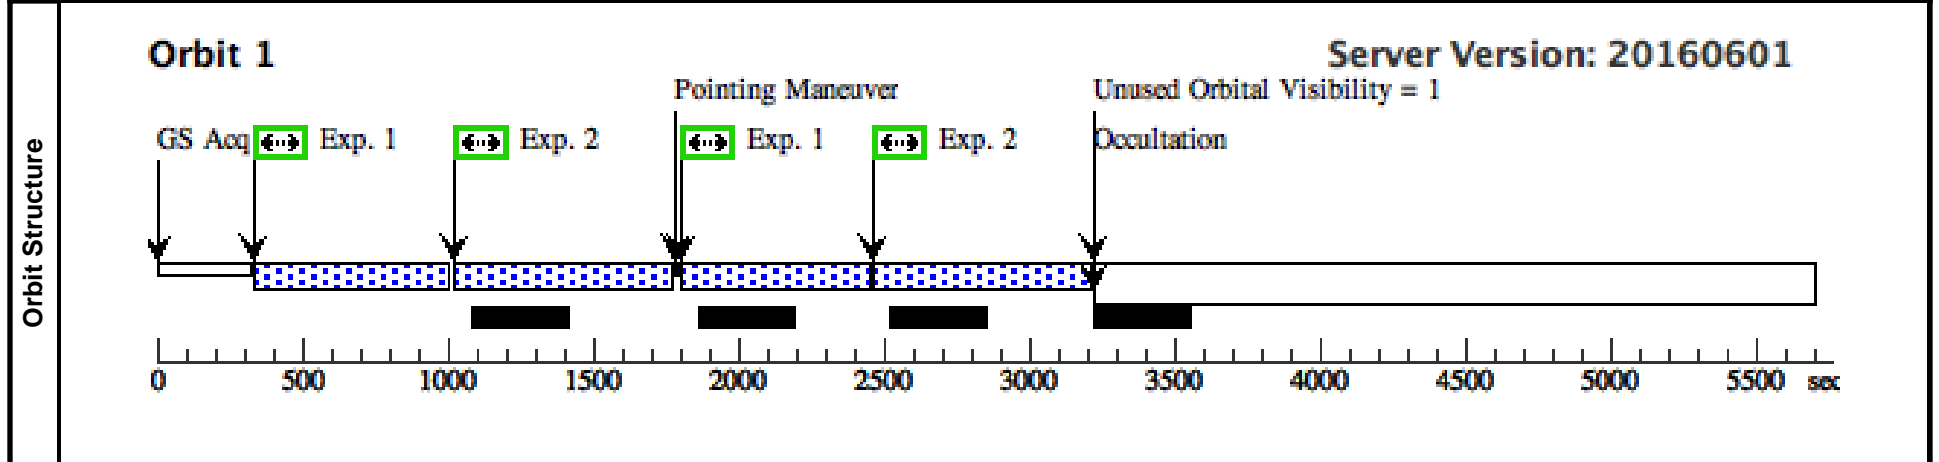 Orbit Structure
Orbit 1
Server Version: 20160601
Pointing Maneuver
Unused Orbital Visibility = 1
GS Acq
Exp. 1
Exp. 2
Exp. 1
Exp. 2
Occultation
0 500 1000 1500 2000 2500 3000 3500 4000 4500 5000 5500 sec